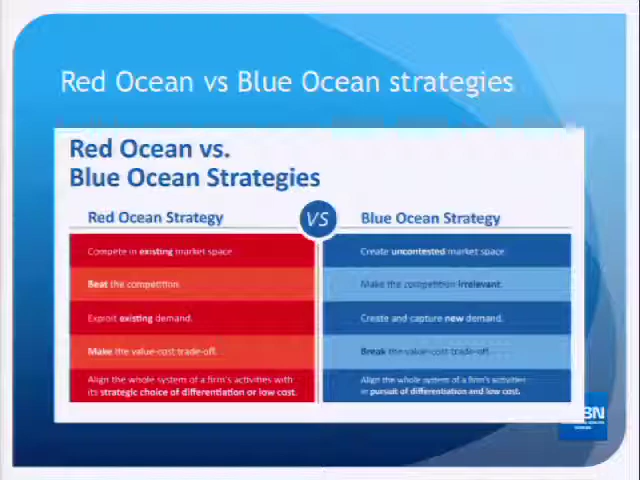 Red Ocean vs Blue Ocean strategies
Red Ocean vs.
Blue Ocean Strategies
Red Ocean Strategy
VS
Blue Ocean Strategy
Compete in existing market space
Create uncontested market space
Beat the competition.
Make the competition irrelevant.
Exploit existing demand.
Create and capture new demand.
Make the value-cost trade-off.
Break the value-cost trade-off.
Align the whole system of a firm's activities with
its strategic choice of differentiation or low cost.
Align the whole system of a firm's activities
in pursuit of differentiation and low cost.